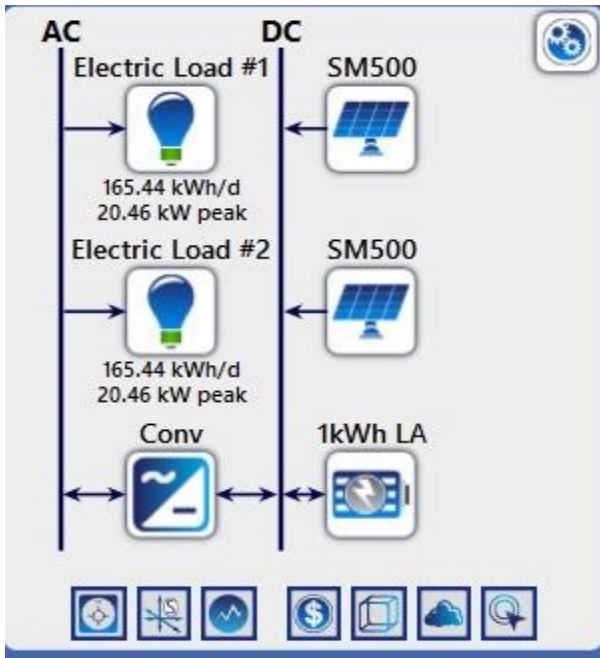 AC DC
Electric Load #1 SM500
165.44 kWh/d
20.46 kW peak
Electric Load #2 SM500
165.44 kWh/d
20.46 kW peak
Conv 1kWh LA